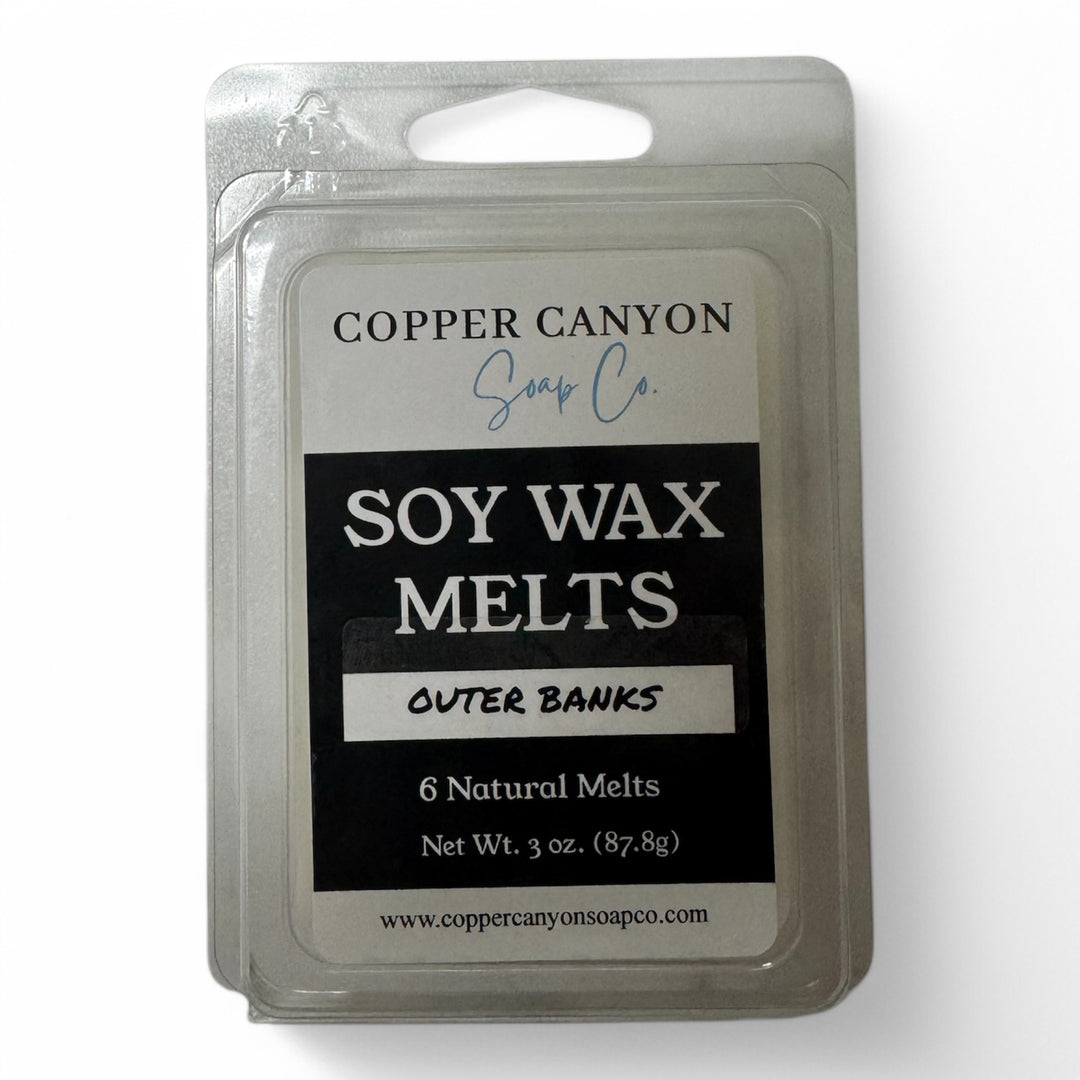 COPPER CANYON
Soap Co.
SOY WAX
MELTS
OUTER BANKS
6 Natural Melts
Net Wt. 3 oz. (87.8g)
www.coppercanyonsoapco.com